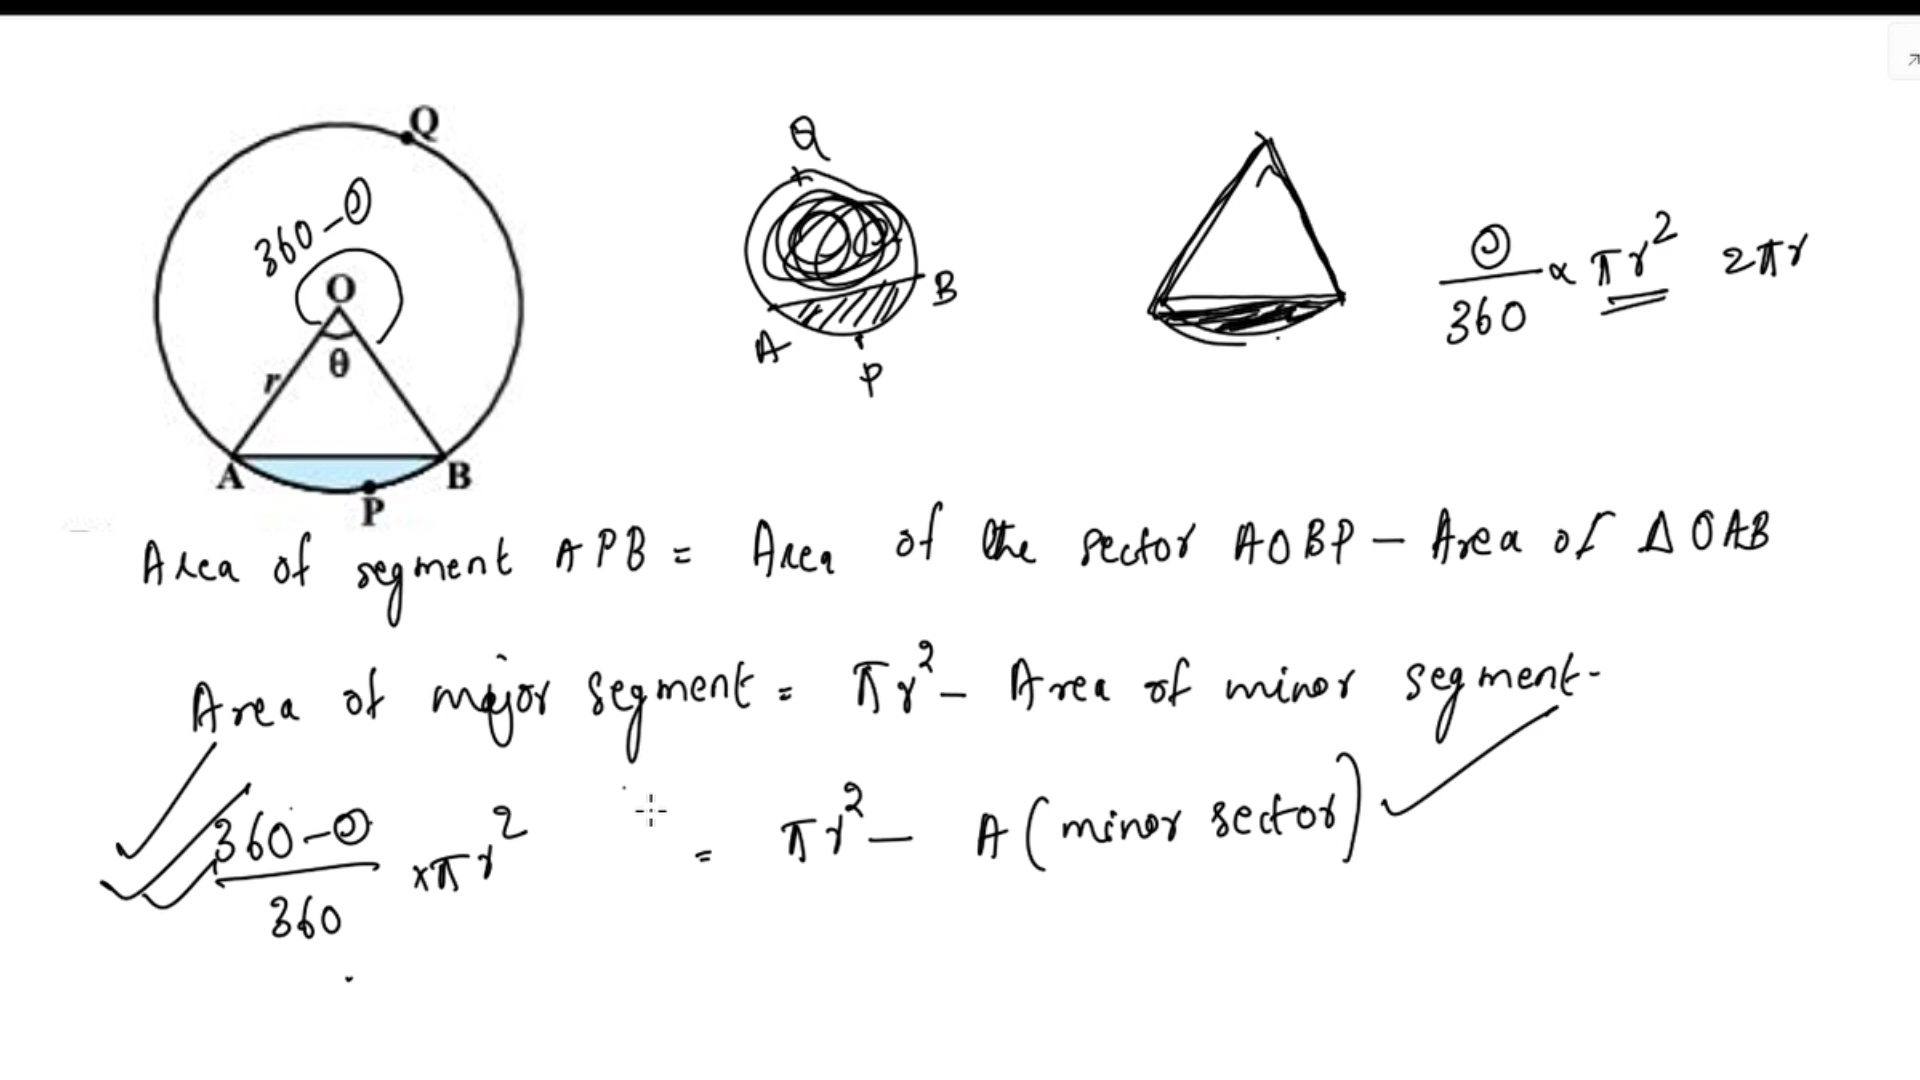 Q
360-θ
O
θ
r
A
B
P
Q
B
A
P
θ/360 × πr² 2πr
Area of segment APB = Area of the sector AOBP - Area of Δ OAB
Area of major segment = πr² - Area of minor segment.
(360-θ)/360 × πr² = πr² - A (minor sector)